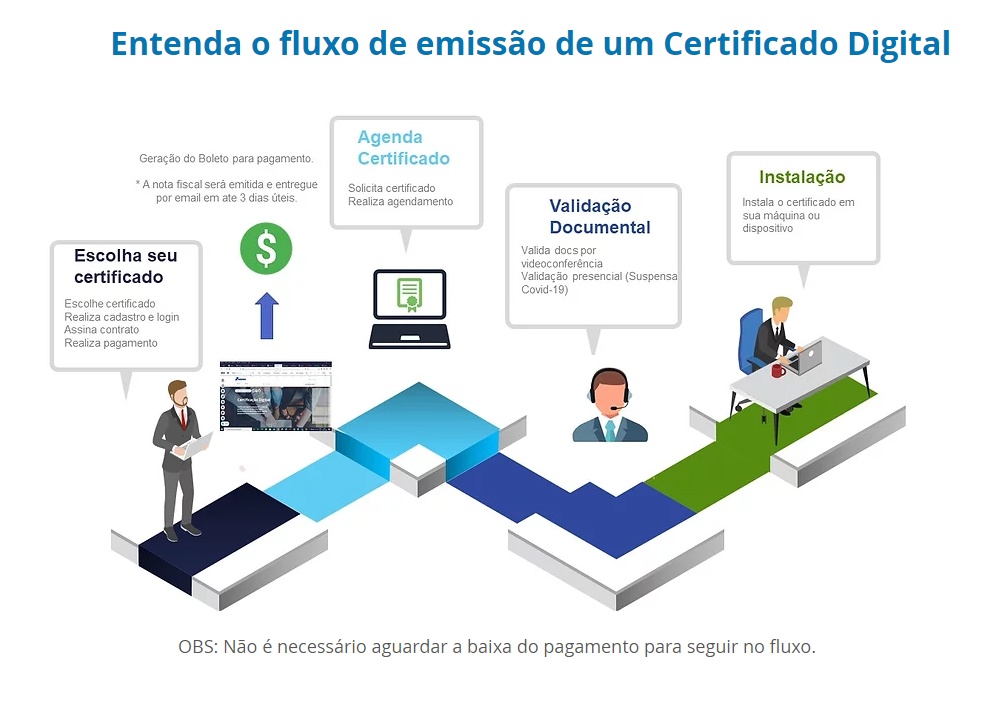 Entenda o fluxo de emissão de um Certificado Digital
Escolha seu
certificado
Escolhe certificado
Realiza cadastro e login
Assina contrato
Realiza pagamento
Geração do Boleto para pagamento.
* A nota fiscal será emitida e entregue
por email em ate 3 dias úteis.
$
Certificação Digital
Agenda
Certificado
Solicita certificado
Realiza agendamento
Validação
Documental
Valida docs por
videoconferência
Validação presencial (Suspensa
Covid-19)
Instalação
Instala o certificado em
sua máquina ou
dispositivo
OBS: Não é necessário aguardar a baixa do pagamento para seguir no fluxo.